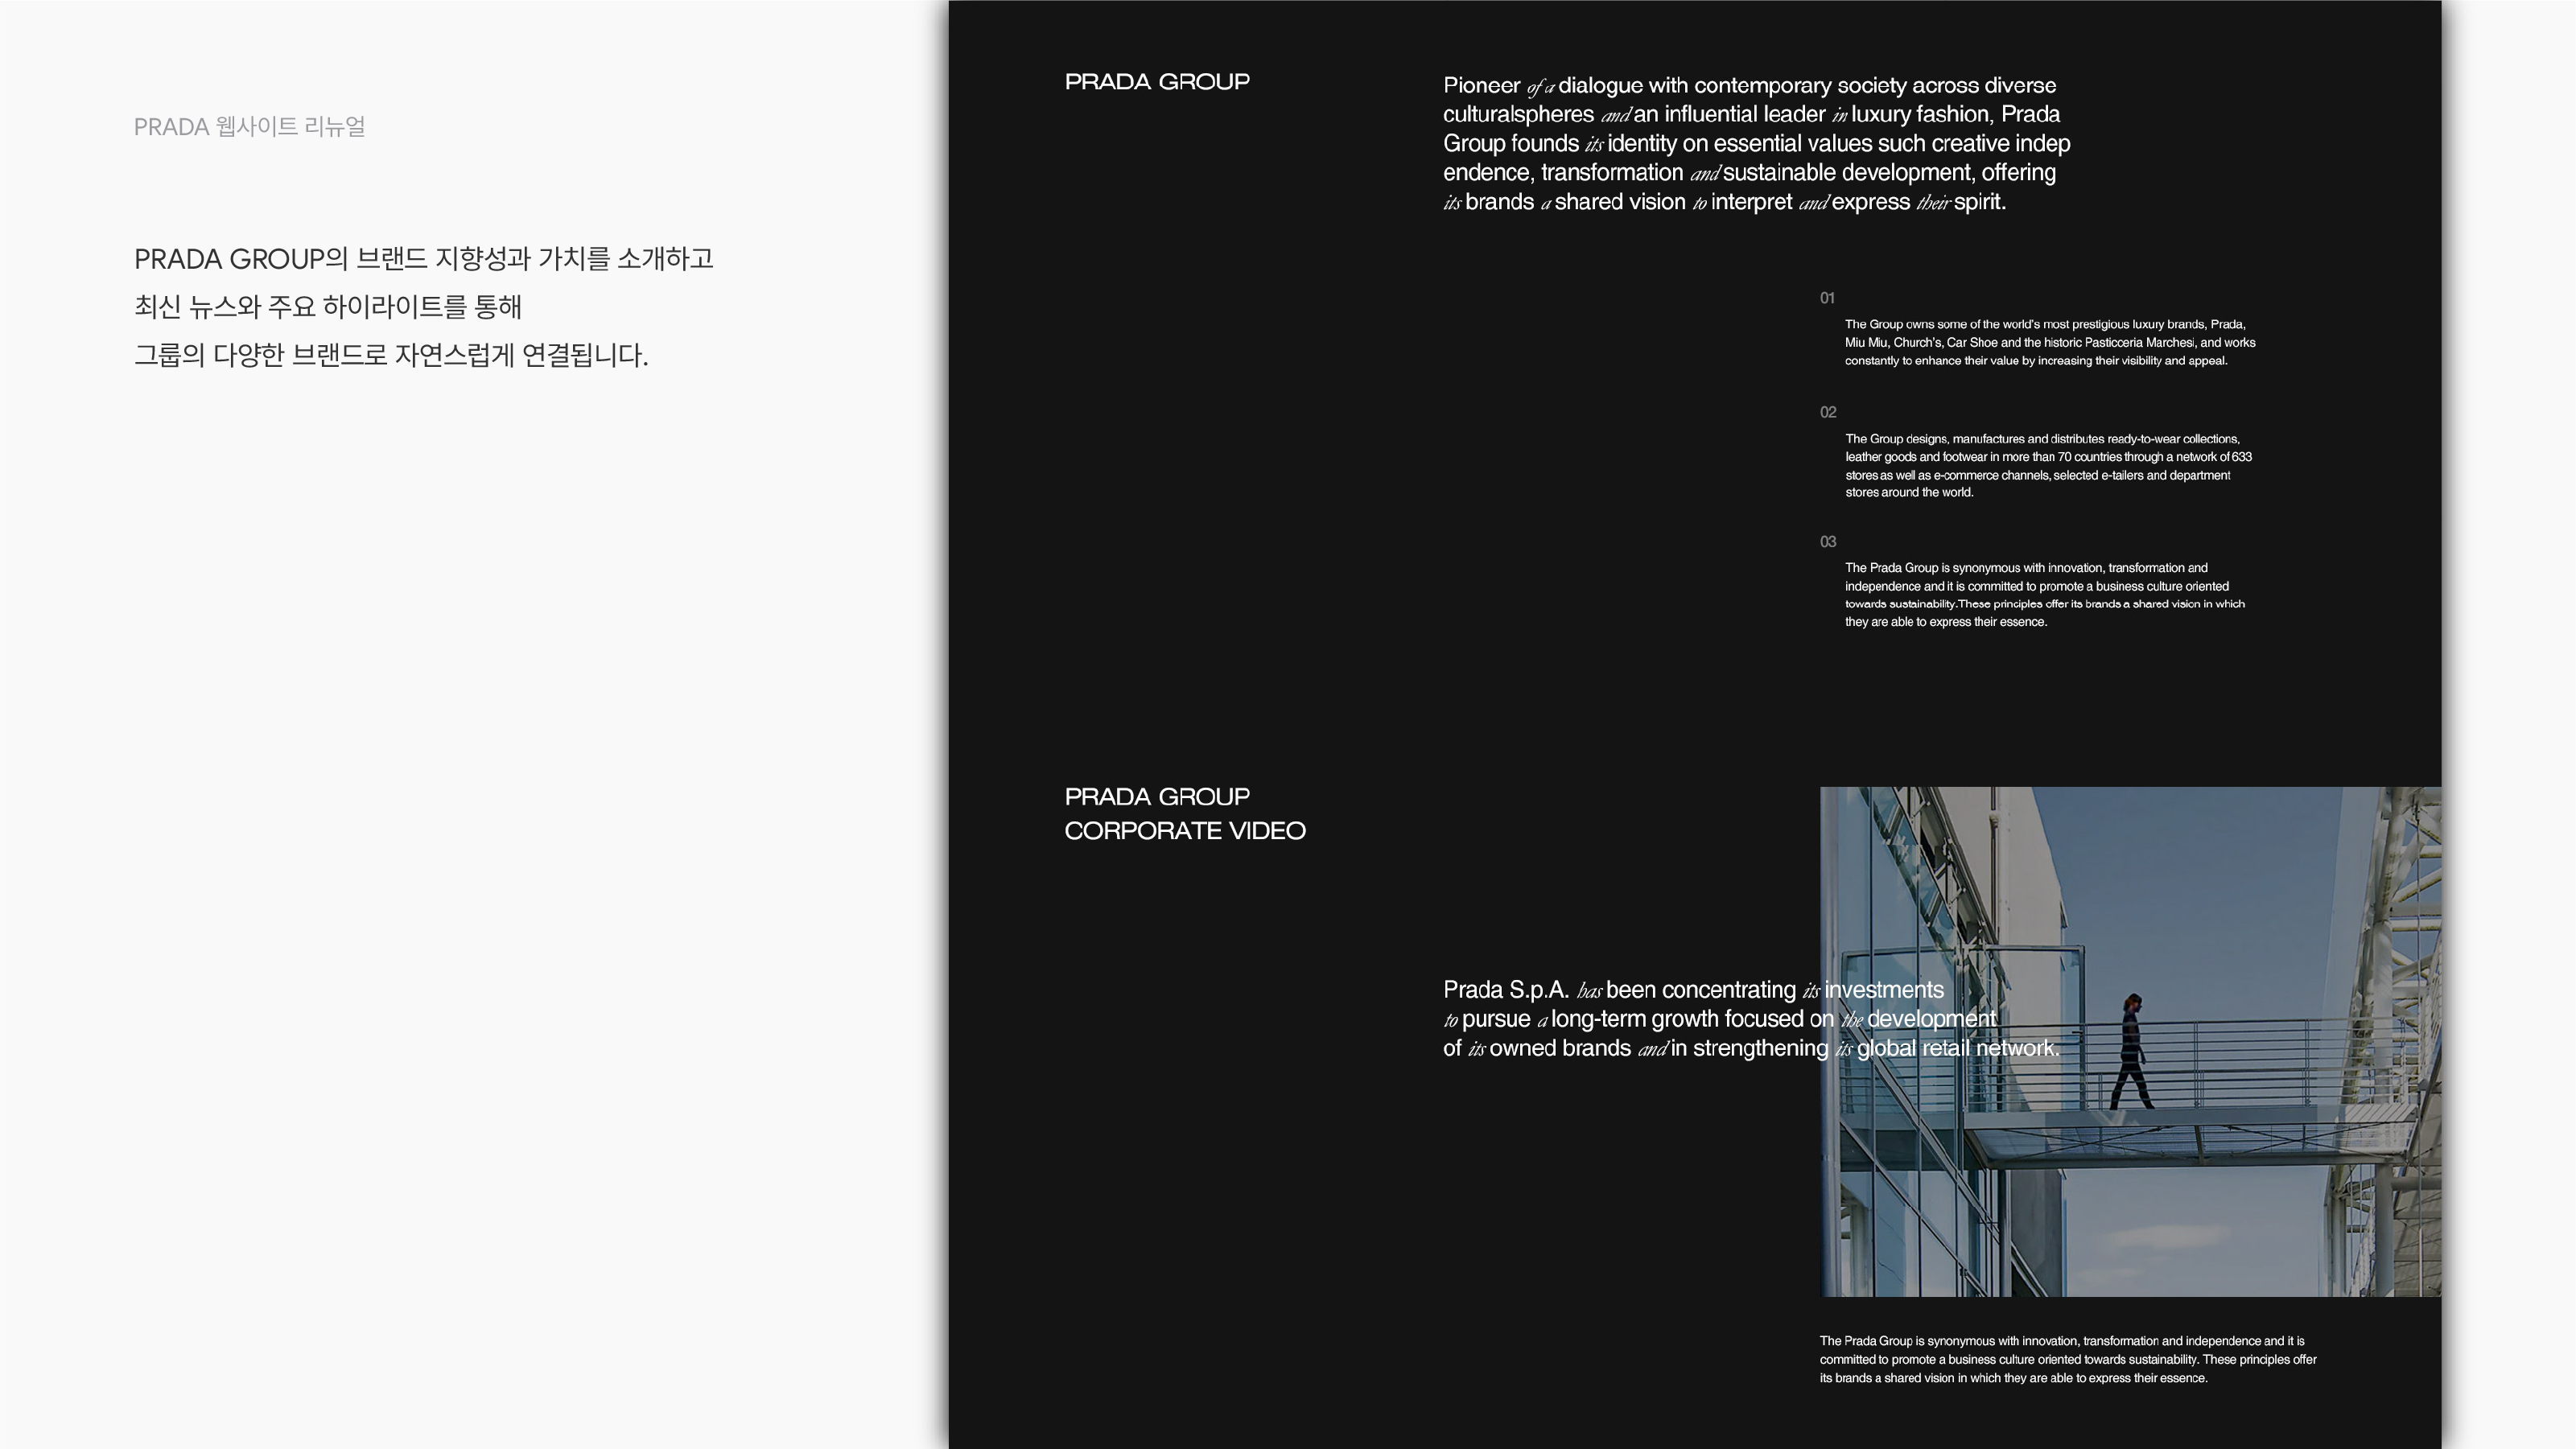 PRADA 웹사이트 리뉴얼
PRADA GROUP의 브랜드 지향성과 가치를 소개하고
최신 뉴스와 주요 하이라이트를 통해
그룹의 다양한 브랜드로 자연스럽게 연결됩니다.
PRADA GROUP
Pioneer of a dialogue with contemporary society across diverse
culturalspheres and an influential leader in luxury fashion, Prada
Group founds its identity on essential values such creative indep
endence, transformation and sustainable development, offering
its brands a shared vision to interpret and express their spirit.
01
The Group owns some of the world's most prestigious luxury brands, Prada,
Miu Miu, Church's, Car Shoe and the historic Pasticceria Marchesi, and works
constantly to enhance their value by increasing their visibility and appeal.
02
The Group designs, manufactures and distributes ready-to-wear collections,
leather goods and footwear in more than 70 countries through a network of 633
stores as well as e-commerce channels, selected e-tailers and department
stores around the world.
03
The Prada Group is synonymous with innovation, transformation and
independence and it is committed to promote a business culture oriented
towards sustainability.These principles offer its brands a shared vision in which
they are able to express their essence.
PRADA GROUP
CORPORATE VIDEO
Prada S.p.A. has been concentrating its investments
to pursue a long-term growth focused on the development
of its owned brands and in strengthening its global retail network.
The Prada Group is synonymous with innovation, transformation and independence and it is
committed to promote a business culture oriented towards sustainability. These principles offer
its brands a shared vision in which they are able to express their essence.